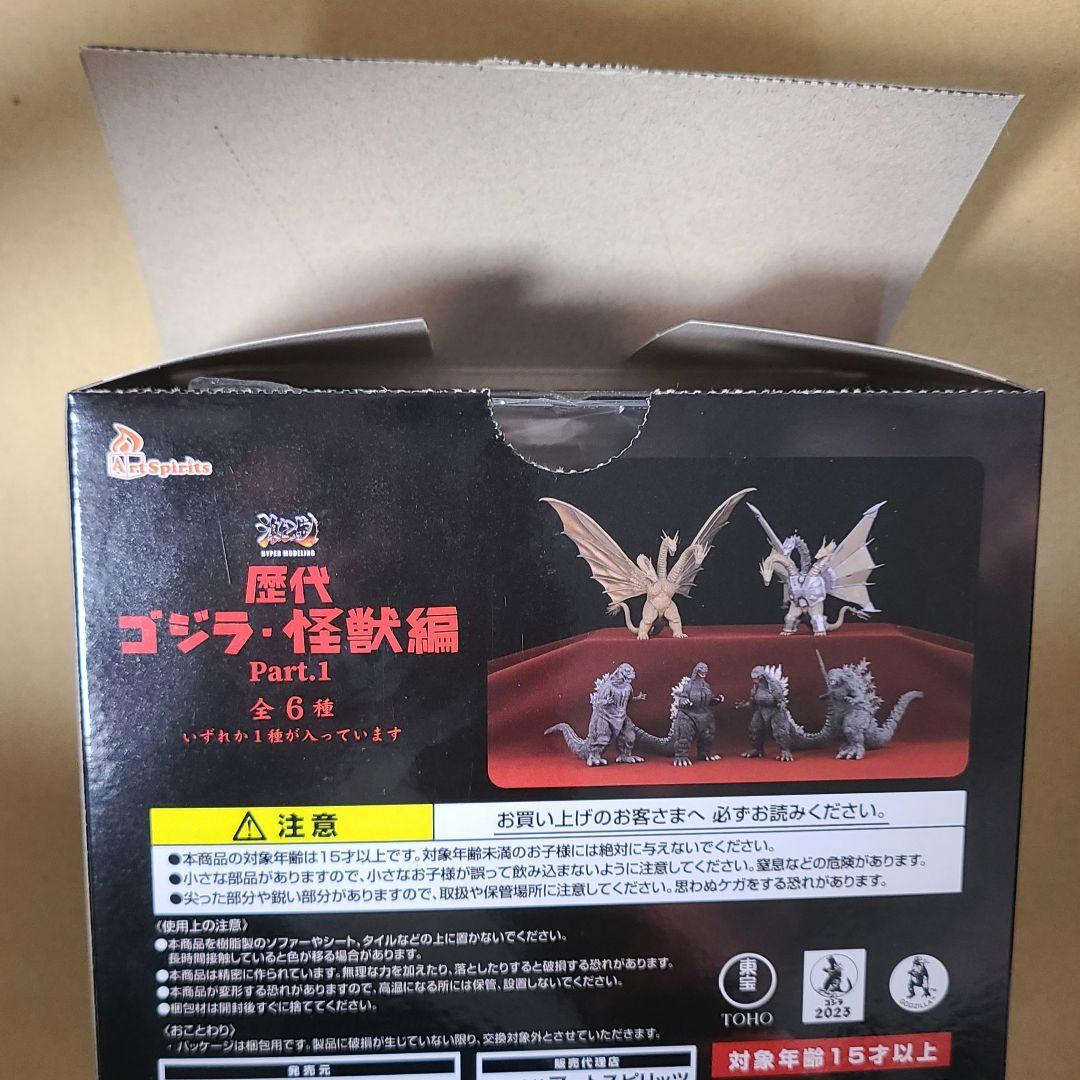 ArtSpirits
HYPER MODELING
歴代
ゴジラ・怪獣編
Part.1
全6種
いずれか1種が入っています
⚠注意
お買い上げのお客さまへ 必ずお読みください。
●本商品の対象年齢は15才以上です。対象年齢未満のお子様には絶対に与えないでください。
●小さな部品がありますので、小さなお子様が誤って飲み込まないように注意してください。窒息などの危険があります。
●尖った部分や鋭い部分がありますので、取扱や保管場所に注意してください。思わぬケガをする恐れがあります。
〈使用上の注意〉
●本商品を樹脂製のソファーやシート、タイルなどの上に置かないでください。
長時間接触していると色が移る場合があります。
●本商品は精密に作られています。無理な力を加えたり、落としたりすると破損する恐れがあります。
●本商品が変形する恐れがありますので、高温になる所には保管、設置しないでください。
●梱包材は開封後すぐに捨ててください。
〈おことわり〉
・パッケージは梱包用です。製品に破損が生じていない限り、交換対象外とさせていただきます。
東宝
TOHO
ゴジラ
2023
GODZILLA
対象年齢15才以上
発売元
販売代理店
アートスピリッツ